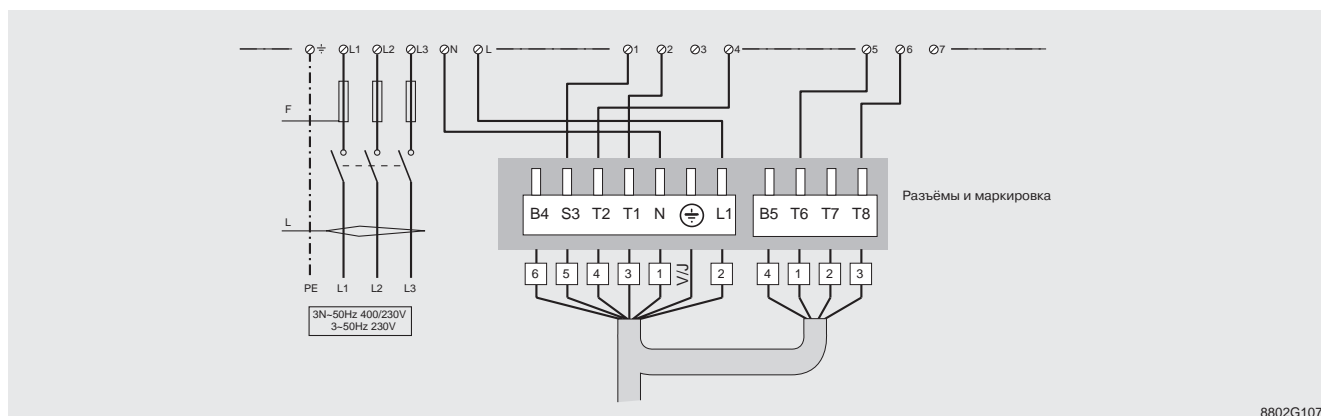 L1 L2 L3 N L 1 2 3 4 5 6 7
F
B4 S3 T2 T1 N L1 B5 T6 T7 T8
Разъёмы и маркировка
L
6 5 4 3 1 V/J 2 4 1 2 3
PE L1 L2 L3
3N~50Hz 400/230V
3~50Hz 230V
8802G107